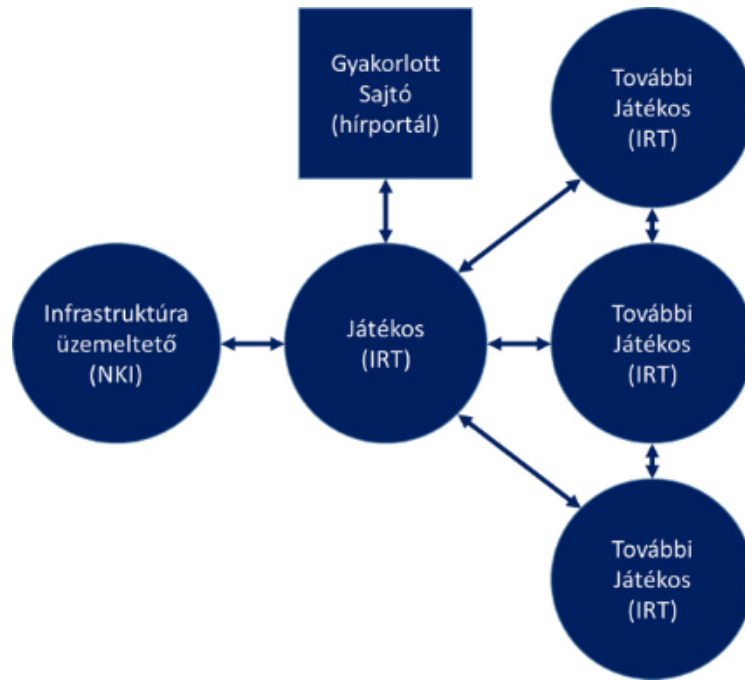 Gyakorlott
Sajtó
(hírportál)
További
Játékos
(IRT)
Infrastruktúra
üzemeltető
(NKI)
Játékos
(IRT)
További
Játékos
(IRT)
További
Játékos
(IRT)